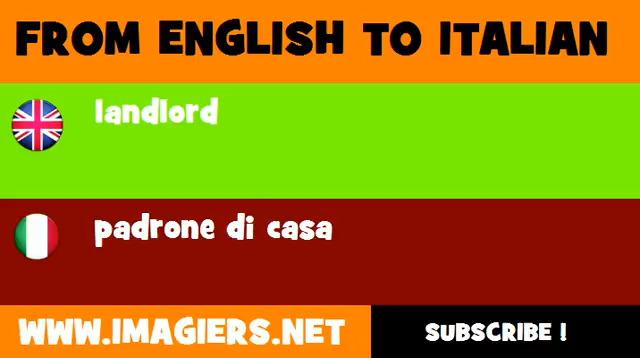 FROM ENGLISH TO ITALIAN
landlord
padrone di casa
WWW.IMAGIERS.NET
SUBSCRIBE !